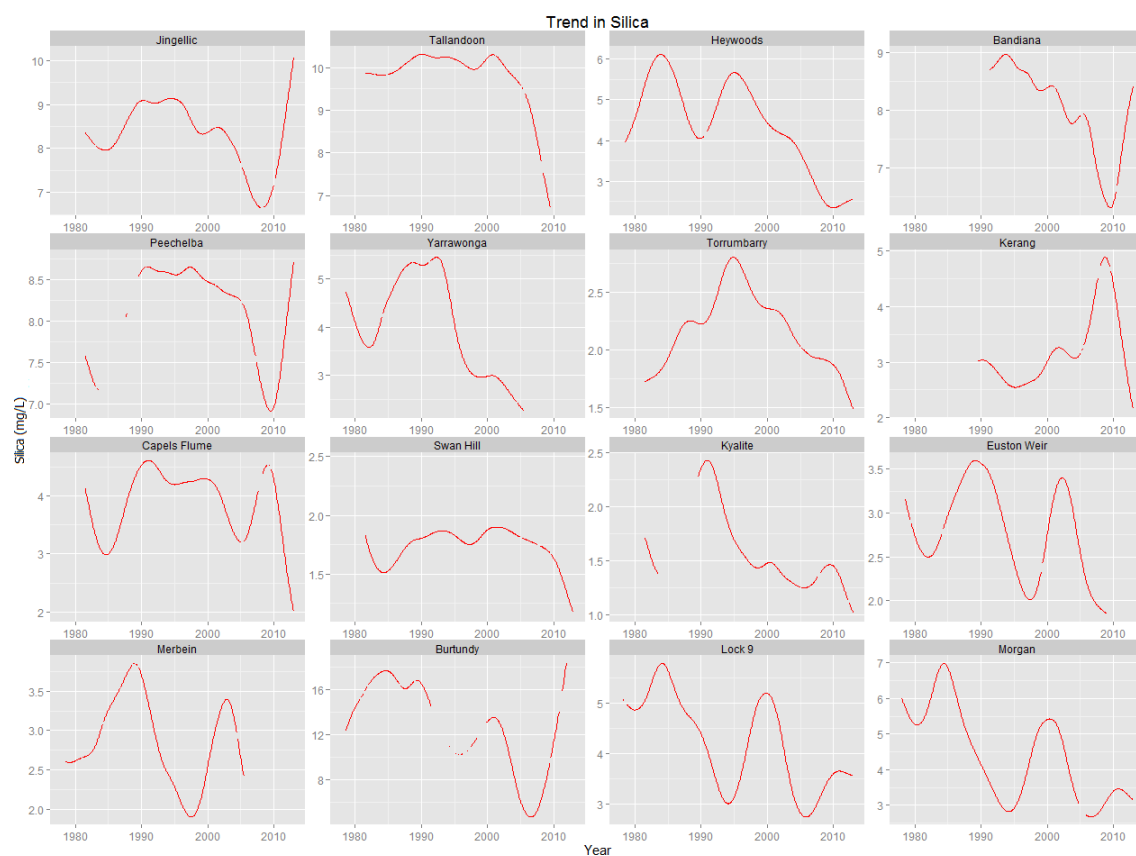 Trend in Silica
Jingellic
Tallandoon
Heywoods
Bandiana
10
9
8
7
10
9
8
7
6
5
4
3
9
8
7
1980 1990 2000 2010
1980 1990 2000 2010
1980 1990 2000 2010
1980 1990 2000 2010
Peechelba
Yarrawonga
Torrumbarry
Kerang
8.5
8.0
7.5
7.0
5
4
3
2.5
2.0
1.5
5
4
3
2
1980 1990 2000 2010
1980 1990 2000 2010
1980 1990 2000 2010
1980 1990 2000 2010
Silica (mg/L)
Capels Flume
Swan Hill
Kyalite
Euston Weir
4
3
2
2.5
2.0
1.5
2.5
2.0
1.5
1.0
3.5
3.0
2.5
2.0
1980 1990 2000 2010
1980 1990 2000 2010
1980 1990 2000 2010
1980 1990 2000 2010
Merbein
Burtundy
Lock 9
Morgan
3.5
3.0
2.5
2.0
16
12
8
5
4
3
7
6
5
4
3
1980 1990 2000 2010
1980 1990 2000 2010
1980 1990 2000 2010
1980 1990 2000 2010
Year